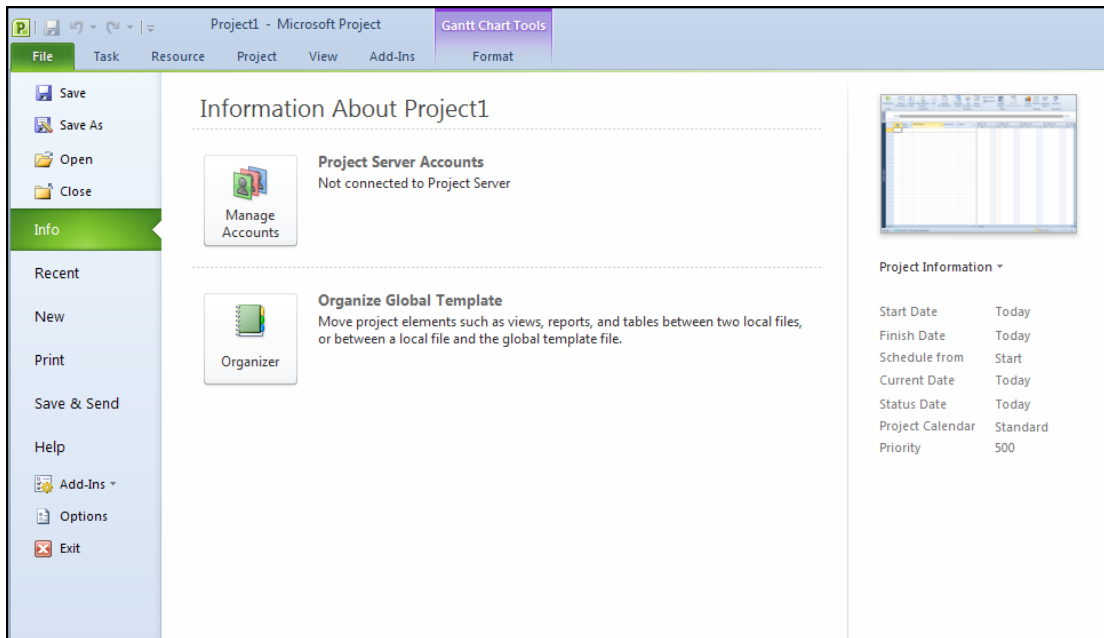 Project1 - Microsoft Project
Gantt Chart Tools
File Task Resource Project View Add-Ins Format
Save
Save As
Open
Close
Info
Recent
New
Print
Save & Send
Help
Add-Ins
Options
Exit
Information About Project1
Manage
Accounts
Project Server Accounts
Not connected to Project Server
Organizer
Organize Global Template
Move project elements such as views, reports, and tables between two local files,
or between a local file and the global template file.
Project Information
Start Date Today
Finish Date Today
Schedule from Start
Current Date Today
Status Date Today
Project Calendar Standard
Priority 500